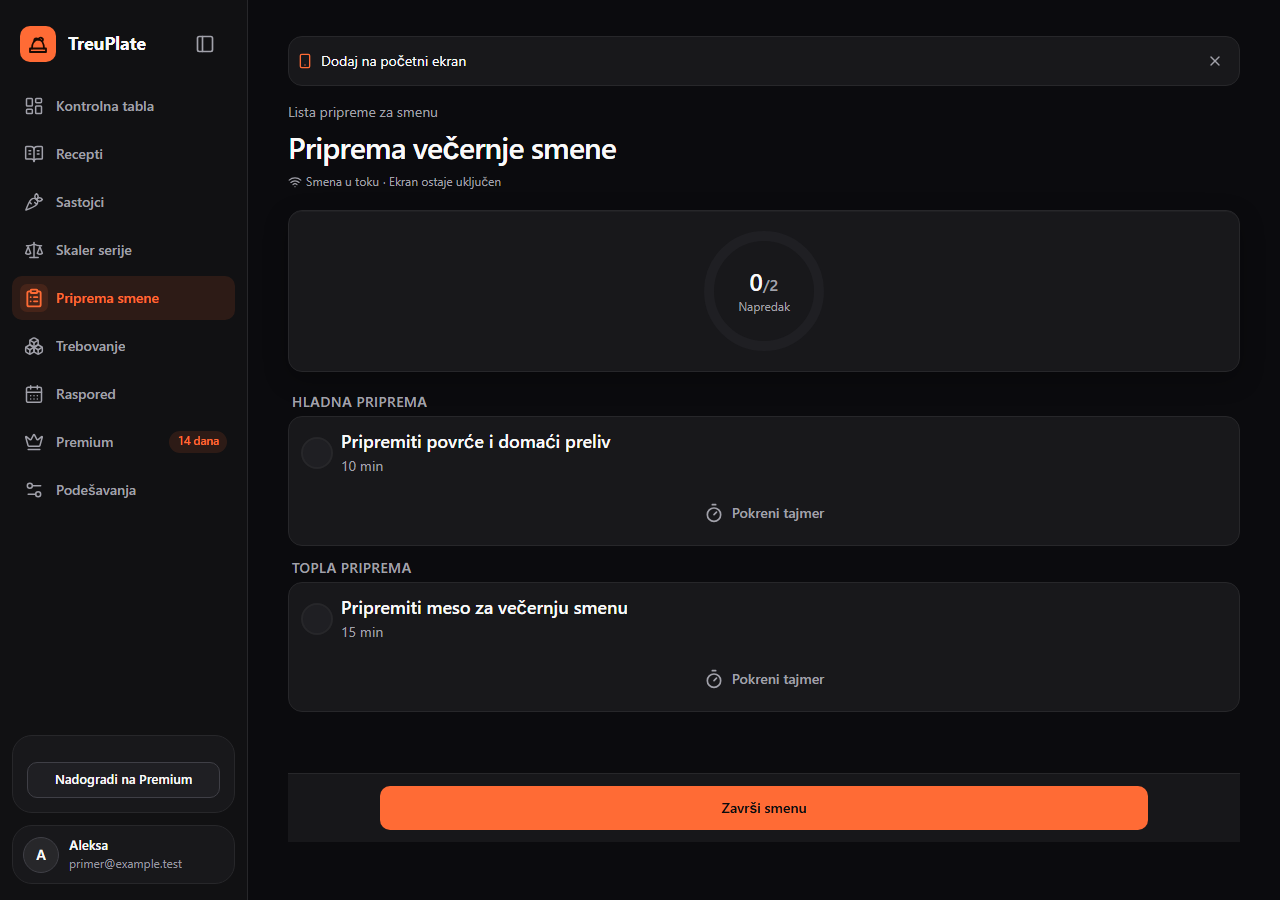 TreuPlate
Kontrolna tabla
Recepti
Sastojci
Skaler serije
Priprema smene
Trebovanje
Raspored
Premium
14 dana
Podešavanja
Nadogradi na Premium
A
Aleksa
primer@example.test
Dodaj na početni ekran
Lista pripreme za smenu
Priprema večernje smene
Smena u toku · Ekran ostaje uključen
0/2
Napredak
HLADNA PRIPREMA
Pripremiti povrće i domaći preliv
10 min
Pokreni tajmer
TOPLA PRIPREMA
Pripremiti meso za večernju smenu
15 min
Pokreni tajmer
Završi smenu